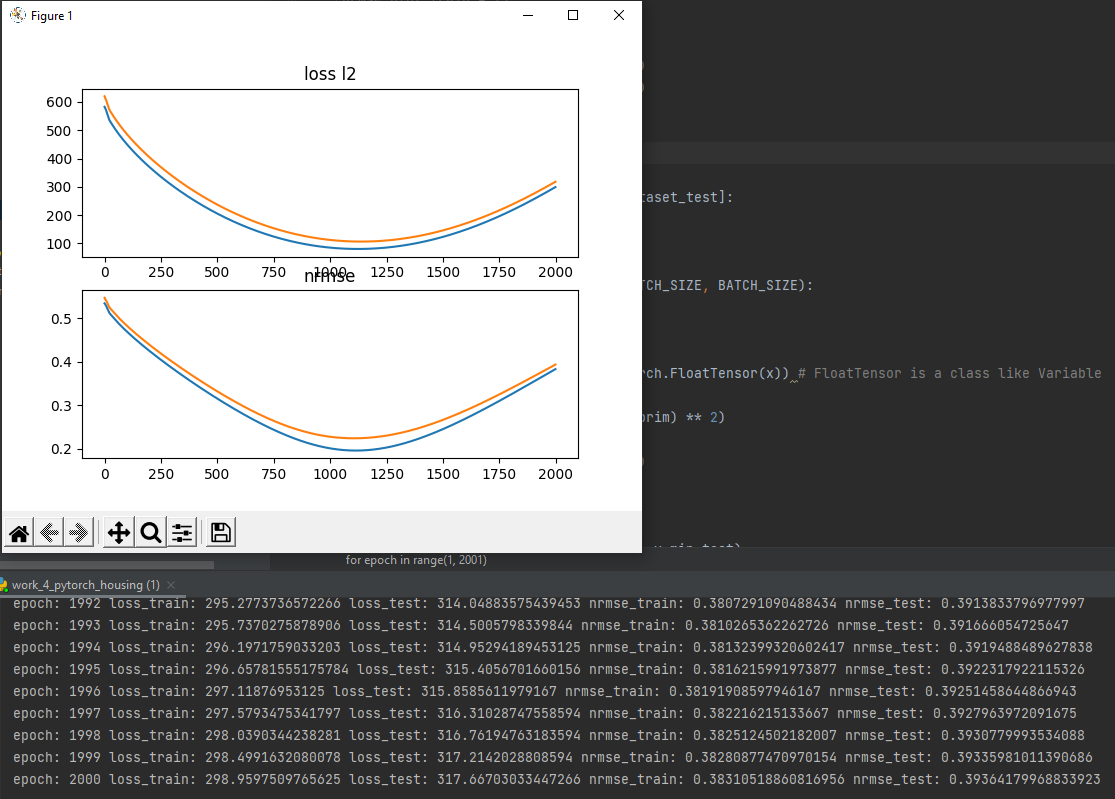 Figure 1
loss l2
600
500
400
300
200
100
0 250 500 750 1000 1250 1500 1750 2000
nrmse
0.5
0.4
0.3
0.2
0 250 500 750 1000 1250 1500 1750 2000
taset_test]:
TCH_SIZE, BATCH_SIZE):
rch.FloatTensor(x)) # FloatTensor is a class like Variable
prim) ** 2)
for epoch in range(1, 2001)
work_4_pytorch_housing (1)
epoch: 1992 loss_train: 295.2773736572266 loss_test: 314.04883575439453 nrmse_train: 0.3807291090488434 nrmse_test: 0.3913833796977997
epoch: 1993 loss_train: 295.7370275878906 loss_test: 314.5005798339844 nrmse_train: 0.3810265362262726 nrmse_test: 0.391666054725647
epoch: 1994 loss_train: 296.1971759033203 loss_test: 314.95294189453125 nrmse_train: 0.38132399320602417 nrmse_test: 0.3919488489627838
epoch: 1995 loss_train: 296.65781555175784 loss_test: 315.4056701660156 nrmse_train: 0.3816215991973877 nrmse_test: 0.3922317922115326
epoch: 1996 loss_train: 297.11876953125 loss_test: 315.8585611979167 nrmse_train: 0.38191908597946167 nrmse_test: 0.39251458644866943
epoch: 1997 loss_train: 297.5793475341797 loss_test: 316.31028747558594 nrmse_train: 0.382216215133667 nrmse_test: 0.3927963972091675
epoch: 1998 loss_train: 298.0390344238281 loss_test: 316.76194763183594 nrmse_train: 0.3825124502182007 nrmse_test: 0.3930779993534088
epoch: 1999 loss_train: 298.4991632080078 loss_test: 317.2142028808594 nrmse_train: 0.38280877470970154 nrmse_test: 0.39335981011390686
epoch: 2000 loss_train: 298.9597509765625 loss_test: 317.66703033447266 nrmse_train: 0.38310518860816956 nrmse_test: 0.39364179968833923